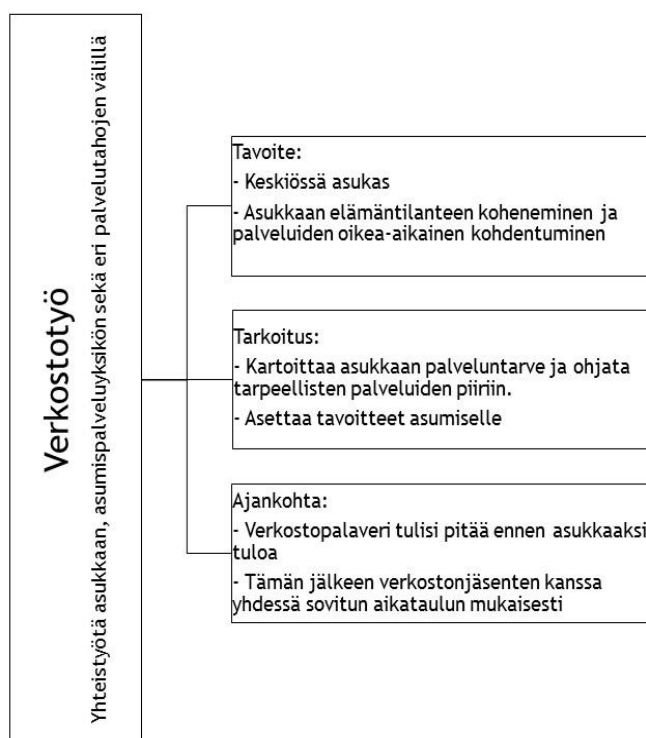 Verkostotyö
Yhteistyötä asukkaan, asumispalveluyksikön sekä eri palvelutahojen välillä
Tavoite:
- Keskiössä asukas
- Asukkaan elämäntilanteen koheneminen ja
palveluiden oikea-aikainen kohdentuminen
Tarkoitus:
- Kartoittaa asukkaan palveluntarve ja ohjata
tarpeellisten palveluiden piiriin.
- Asettaa tavoitteet asumiselle
Ajankohta:
- Verkostopalaveri tulisi pitää ennen asukkaaksi
tuloa
- Tämän jälkeen verkostonjäsenten kanssa
yhdessä sovitun aikataulun mukaisesti